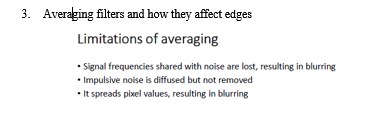 3. Averaging filters and how they affect edges
Limitations of averaging
• Signal frequencies shared with noise are lost, resulting in blurring
• Impulsive noise is diffused but not removed
• It spreads pixel values, resulting in blurring